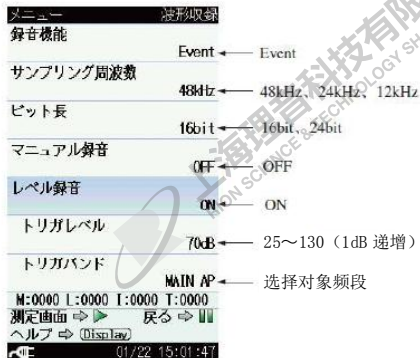 メニュー 波形収録
録音機能
Event Event
サンプリング周波数
48kHz 48kHz、24kHz、12kHz
ビット長
16bit 16bit、24bit
マニュアル録音
OFF OFF
レベル録音
ON ON
トリガレベル
70dB 25～130（1dB 递增）
トリガバンド
MAIN AP 选择对象频段
M:0000 L:0000 I:0000 T:0000
測定画面 ⇨ ▶ 戻る ⇨ ▮▮
ヘルプ ⇨ (Display)
01/22 15:01:47
上海理音科技有限
RION SCIENCE & TECHNOLOGY SH